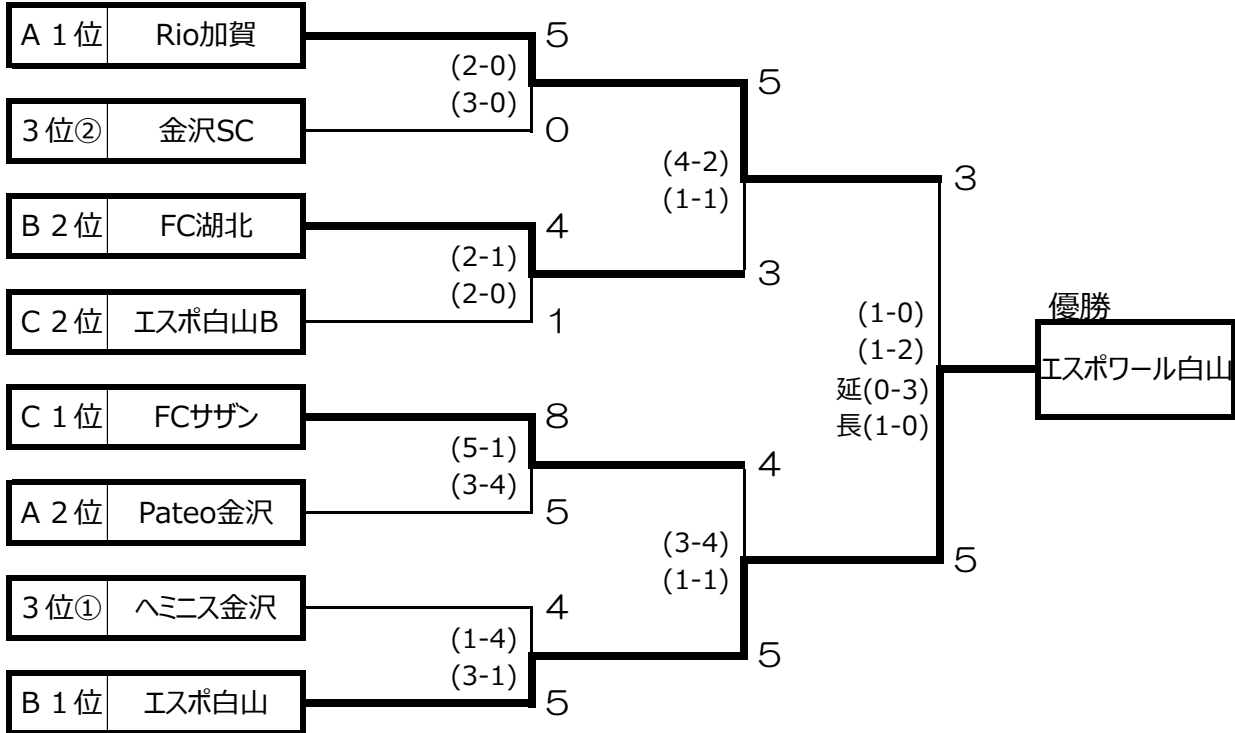 A１位 Rio加賀 ５
(2-0)
５
(3-0)
３位② 金沢SC ０
(4-2)
３
(1-1)
B２位 FC湖北 ４
(2-1)
３
(2-0)
C２位 エスポ白山B １
(1-0)
優勝
(1-2)
エスポワール白山
延(0-3)
長(1-0)
C１位 FCサザン ８
(5-1)
４
(3-4)
A２位 Pateo金沢 ５
(3-4)
５
(1-1)
３位① ヘミニス金沢 ４
(1-4)
５
(3-1)
B１位 エスポ白山 ５